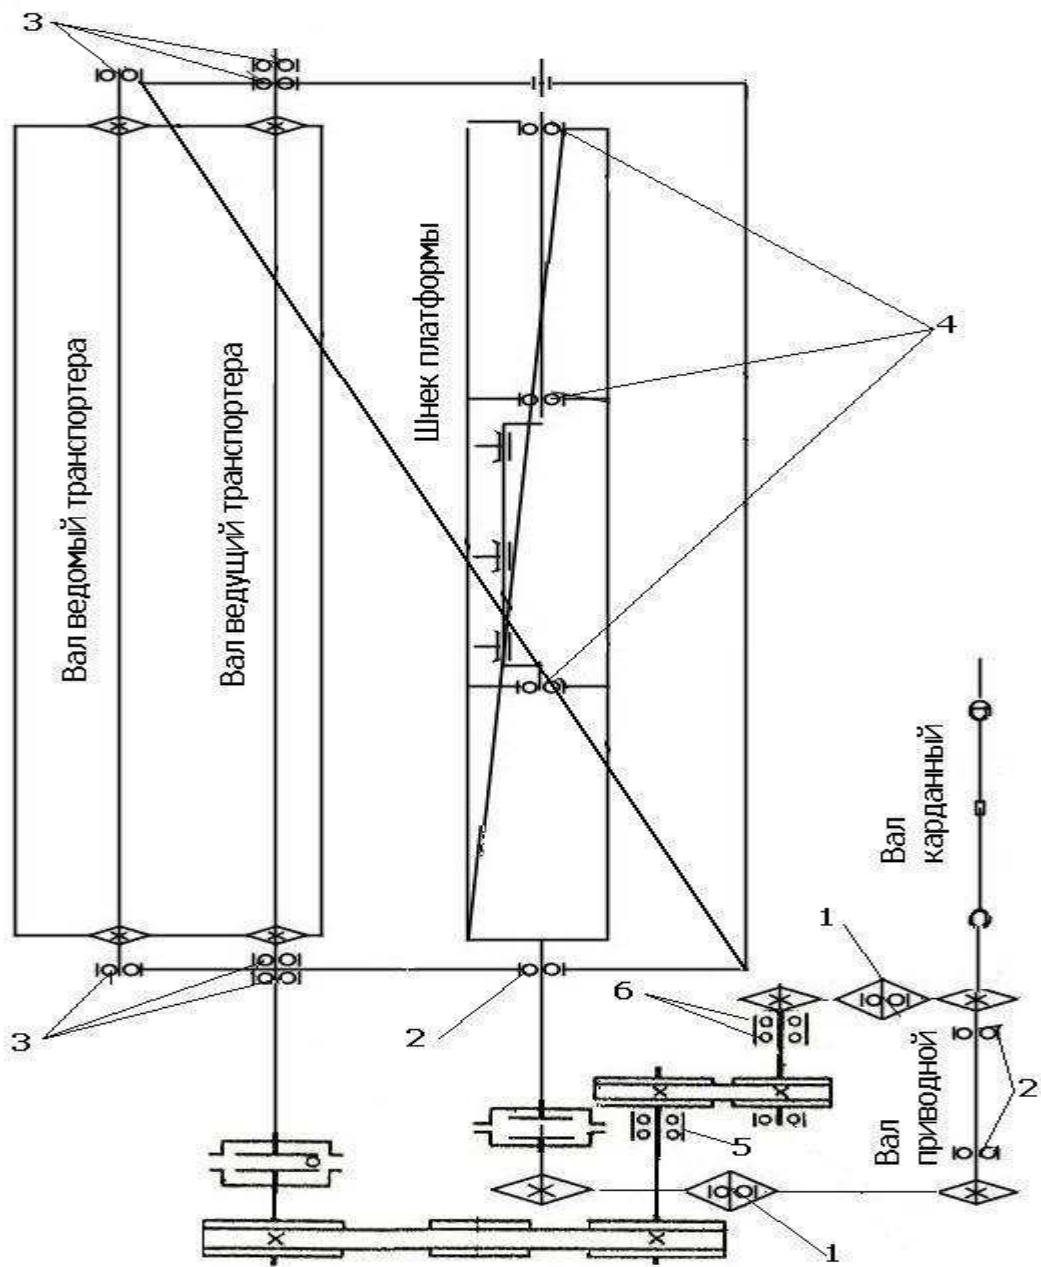 3
Вал ведомый транспортера
Вал ведущий транспортера
Шнек платформы
4
Вал
карданный
1
6
3
2
Вал
приводной
2
5
1